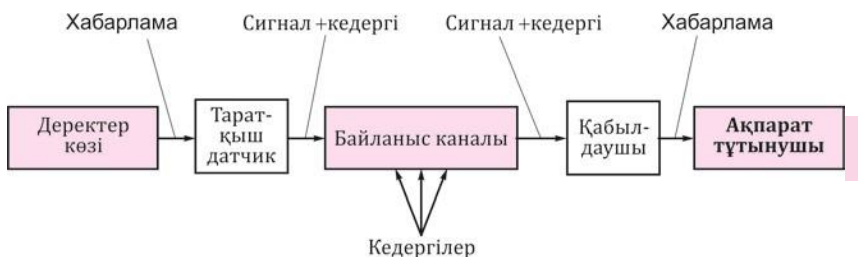 Хабарлама
Сигнал +кедергі
Сигнал +кедергі
Хабарлама
Деректер
көзі
Тарат-
қыш
датчик
Байланыс каналы
Қабыл-
даушы
Ақпарат
тұтынушы
Кедергілер